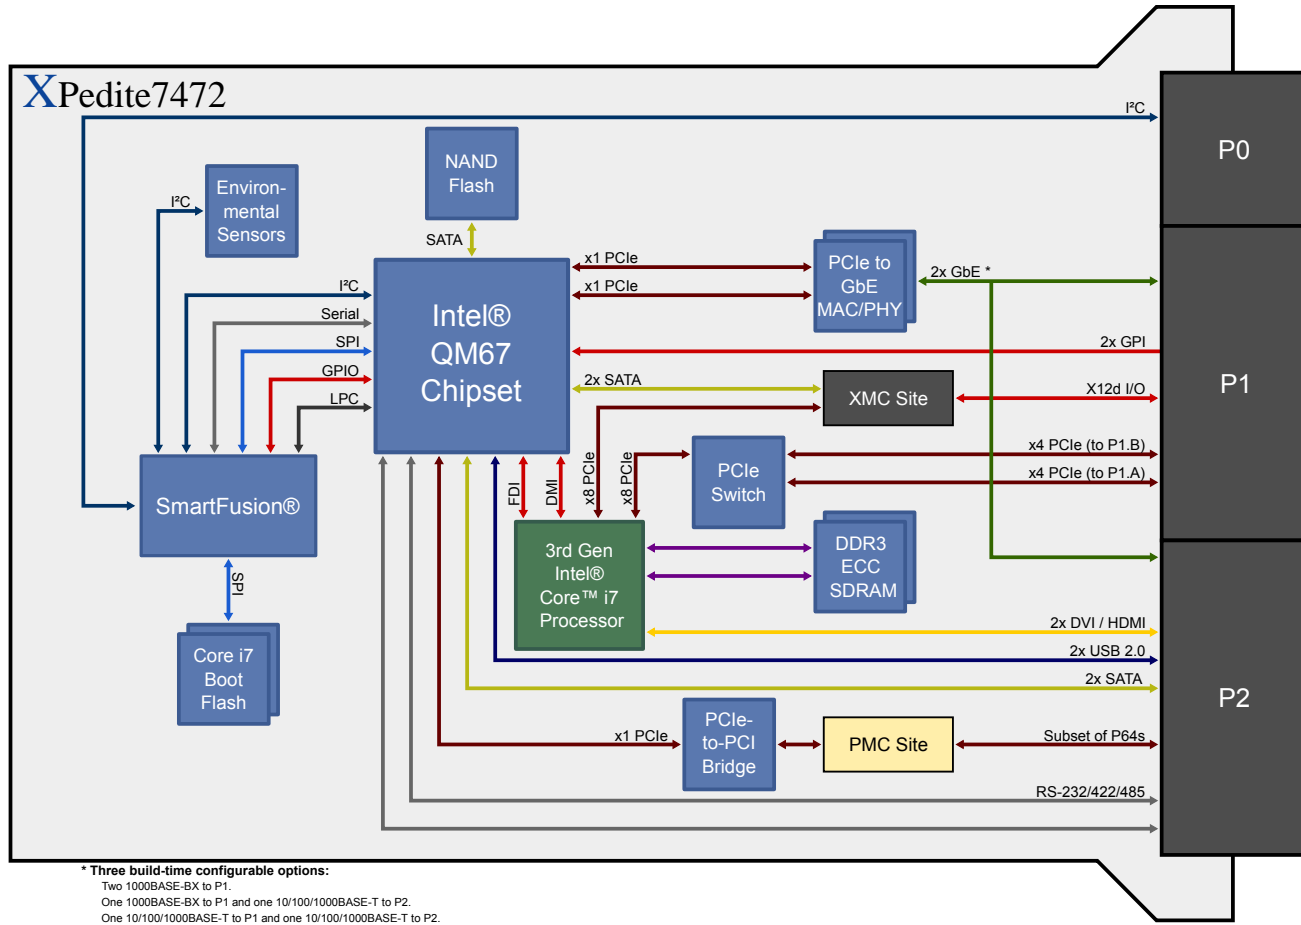 XPedite7472
I²C
P0
NAND
Flash
Environ-
mental
Sensors
I²C
SATA
x1 PCIe
x1 PCIe
PCIe to
GbE
MAC/PHY
2x GbE *
I²C
Serial
SPI
GPIO
LPC
Intel®
QM67
Chipset
2x GPI
2x SATA
XMC Site
X12d I/O
P1
x4 PCIe (to P1.B)
x4 PCIe (to P1.A)
PCIe
Switch
FDI
DMI
x8 PCIe
x8 PCIe
SmartFusion®
3rd Gen
Intel®
Core™ i7
Processor
DDR3
ECC
SDRAM
SPI
Core i7
Boot
Flash
2x DVI / HDMI
2x USB 2.0
2x SATA
P2
x1 PCIe
PCIe-
to-PCI
Bridge
PMC Site
Subset of P64s
RS-232/422/485
* Three build-time configurable options:
Two 1000BASE-BX to P1.
One 1000BASE-BX to P1 and one 10/100/1000BASE-T to P2.
One 10/100/1000BASE-T to P1 and one 10/100/1000BASE-T to P2.